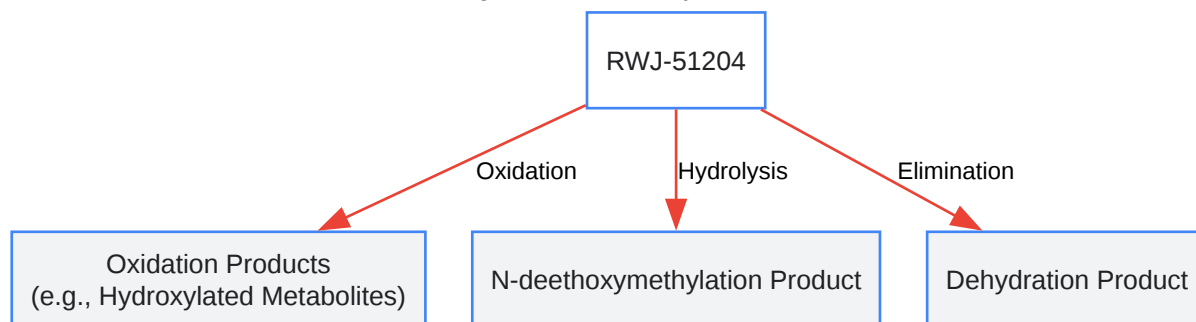 RWJ-51204
Oxidation
Hydrolysis
Elimination
Oxidation Products
(e.g., Hydroxylated Metabolites)
N-deethoxymethylation Product
Dehydration Product